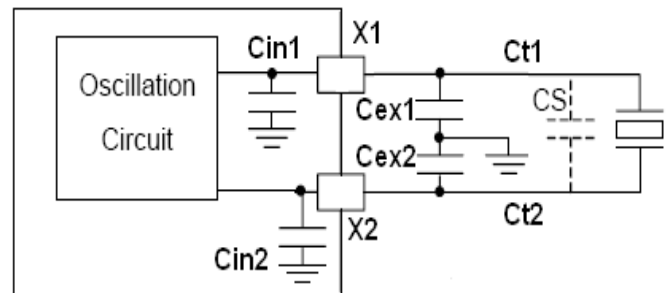 X1
Cin1
Ct1
Oscillation
Circuit
Cex1
CS
Cex2
X2
Ct2
Cin2